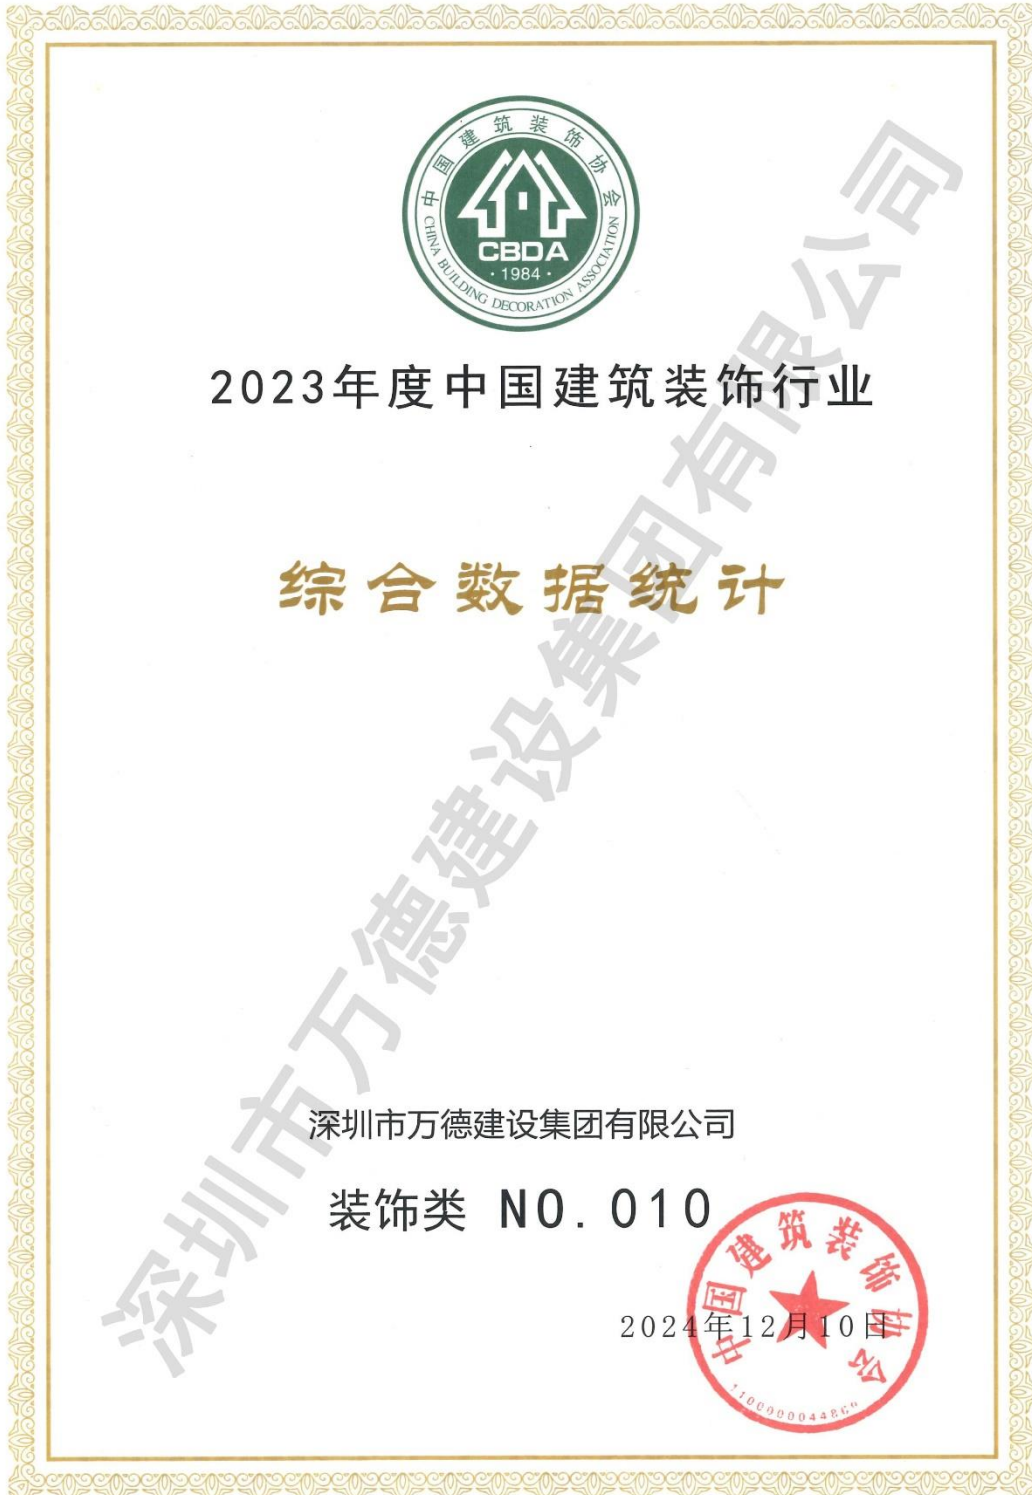 中国建筑装饰协会
CBDA
·1984·
CHINA BUILDING DECORATION ASSOCIATION
2023年度中国建筑装饰行业
综合数据统计
深圳市万德建设集团有限公司
装饰类 NO.010
2024年12月10日
中国建筑装饰协会
深圳市万德建设集团有限公司